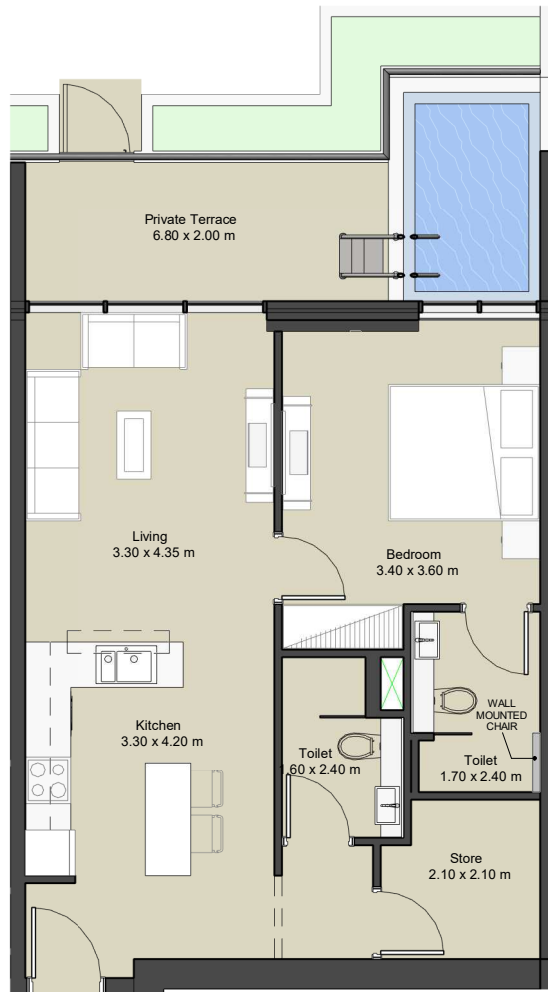 Private Terrace
6.80 x 2.00 m
Living
3.30 x 4.35 m
Bedroom
3.40 x 3.60 m
Kitchen
3.30 x 4.20 m
Toilet
.60 x 2.40 m
WALL
MOUNTED
CHAIR
Toilet
1.70 x 2.40 m
Store
2.10 x 2.10 m